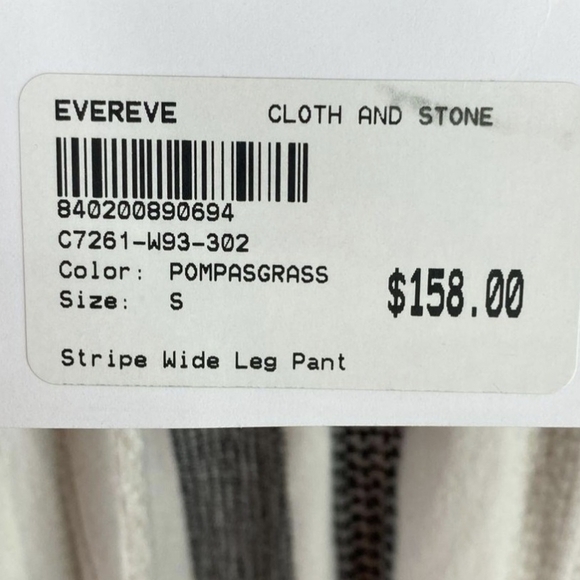 EVEREVE CLOTH AND STONE
840200890694
C7261-W93-302
Color: POMPASGRASS
Size: S
$158.00
Stripe Wide Leg Pant